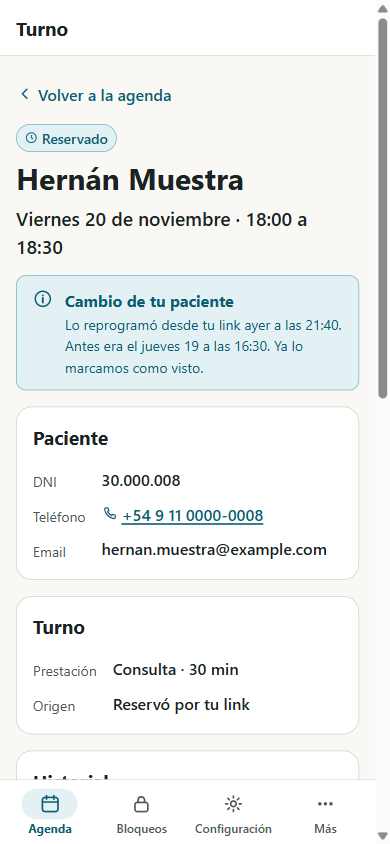 Turno
Volver a la agenda
Reservado
Hernán Muestra
Viernes 20 de noviembre · 18:00 a
18:30
Cambio de tu paciente
Lo reprogramó desde tu link ayer a las 21:40.
Antes era el jueves 19 a las 16:30. Ya lo
marcamos como visto.
Paciente
DNI 30.000.008
Teléfono +54 9 11 0000-0008
Email hernan.muestra@example.com
Turno
Prestación Consulta · 30 min
Origen Reservó por tu link
Historial
Agenda Bloqueos Configuración Más